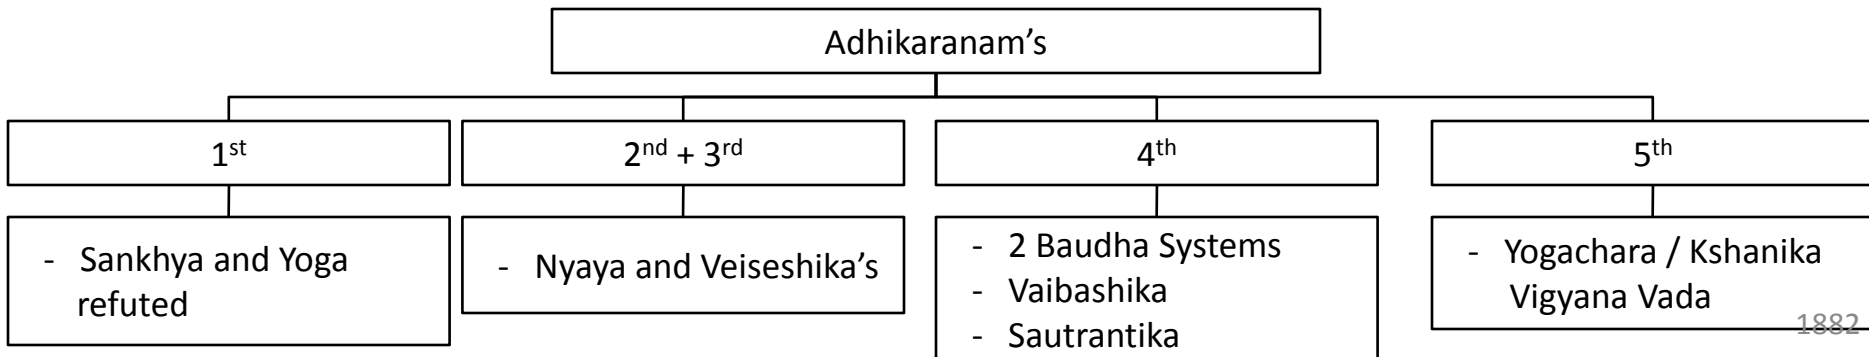 Adhikaranam’s
1st
2nd + 3rd
4th
5th
- Sankhya and Yoga
refuted
- Nyaya and Veiseshika’s
- 2 Baudha Systems
- Vaibashika
- Sautrantika
- Yogachara / Kshanika
Vigyana Vada
1882